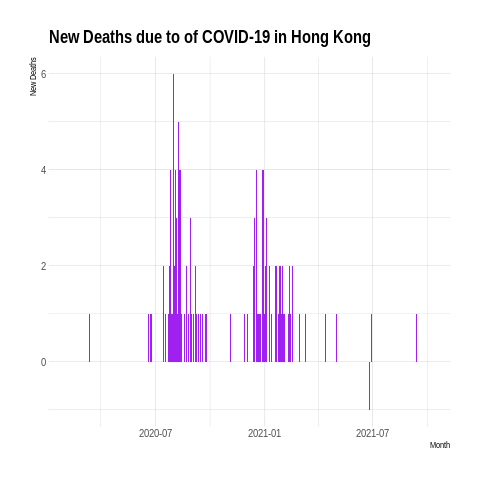 New Deaths due to of COVID-19 in Hong Kong
New Deaths
6
4
2
0
2020-07
2021-01
2021-07
Month